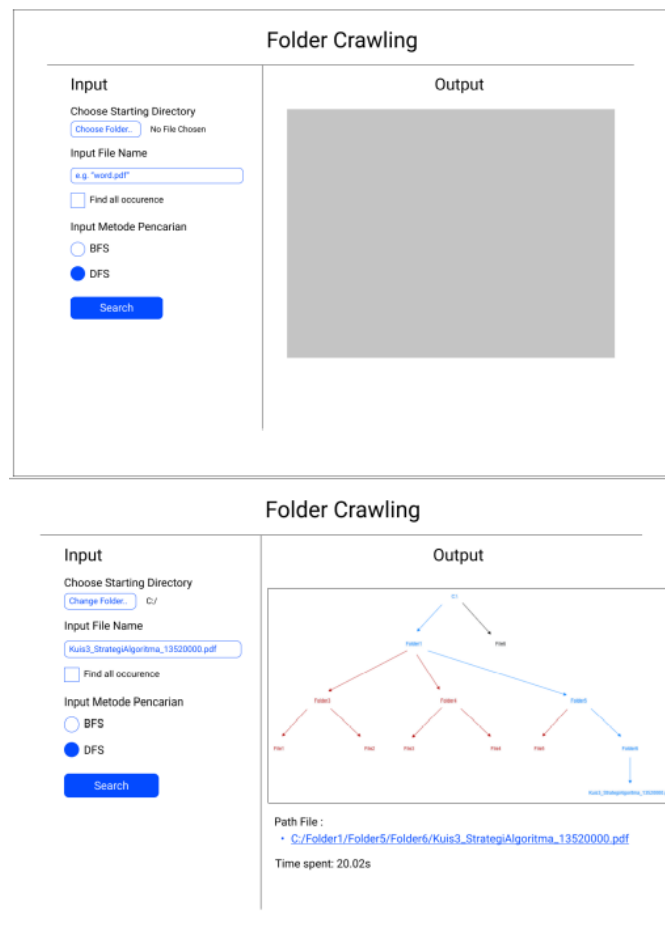 Folder Crawling
Input
Output
Choose Starting Directory
Choose Folder..
No File Chosen
Input File Name
e.g. "word.pdf"
Find all occurence
Input Metode Pencarian
BFS
DFS
Search
Folder Crawling
Input
Output
Choose Starting Directory
Change Folder..
C:/
Input File Name
Kuis3_StrategiAlgoritma_13520000.pdf
Find all occurence
Input Metode Pencarian
BFS
DFS
Search
Folder1
Folder3
Folder4
Folder5
File1
File2
File3
File4
File5
Folder6
Path File :
• C:/Folder1/Folder5/Folder6/Kuis3_StrategiAlgoritma_13520000.pdf
Time spent: 20.02s